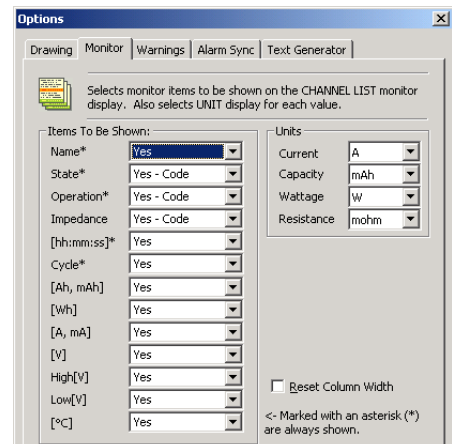 Options
Drawing Monitor Warnings Alarm Sync Text Generator
Selects monitor items to be shown on the CHANNEL LIST monitor
display. Also selects UNIT display for each value.
Items To Be Shown:
Name* Yes
State* Yes - Code
Operation* Yes - Code
Impedance Yes - Code
[hh:mm:ss]* Yes
Cycle* Yes
[Ah, mAh] Yes
[Wh] Yes
[A, mA] Yes
[V] Yes
High[V] Yes
Low[V] Yes
[°C] Yes
Units
Current A
Capacity mAh
Wattage W
Resistance mohm
Reset Column Width
<- Marked with an asterisk (*)
are always shown.